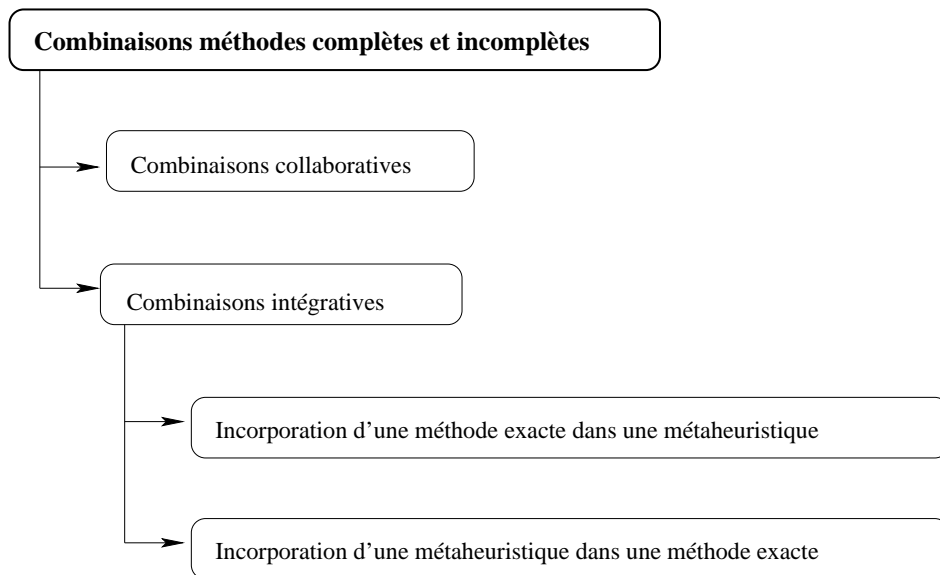 Combinaisons méthodes complètes et incomplètes
Combinaisons collaboratives
Combinaisons intégratives
Incorporation d'une méthode exacte dans une métaheuristique
Incorporation d'une métaheuristique dans une méthode exacte